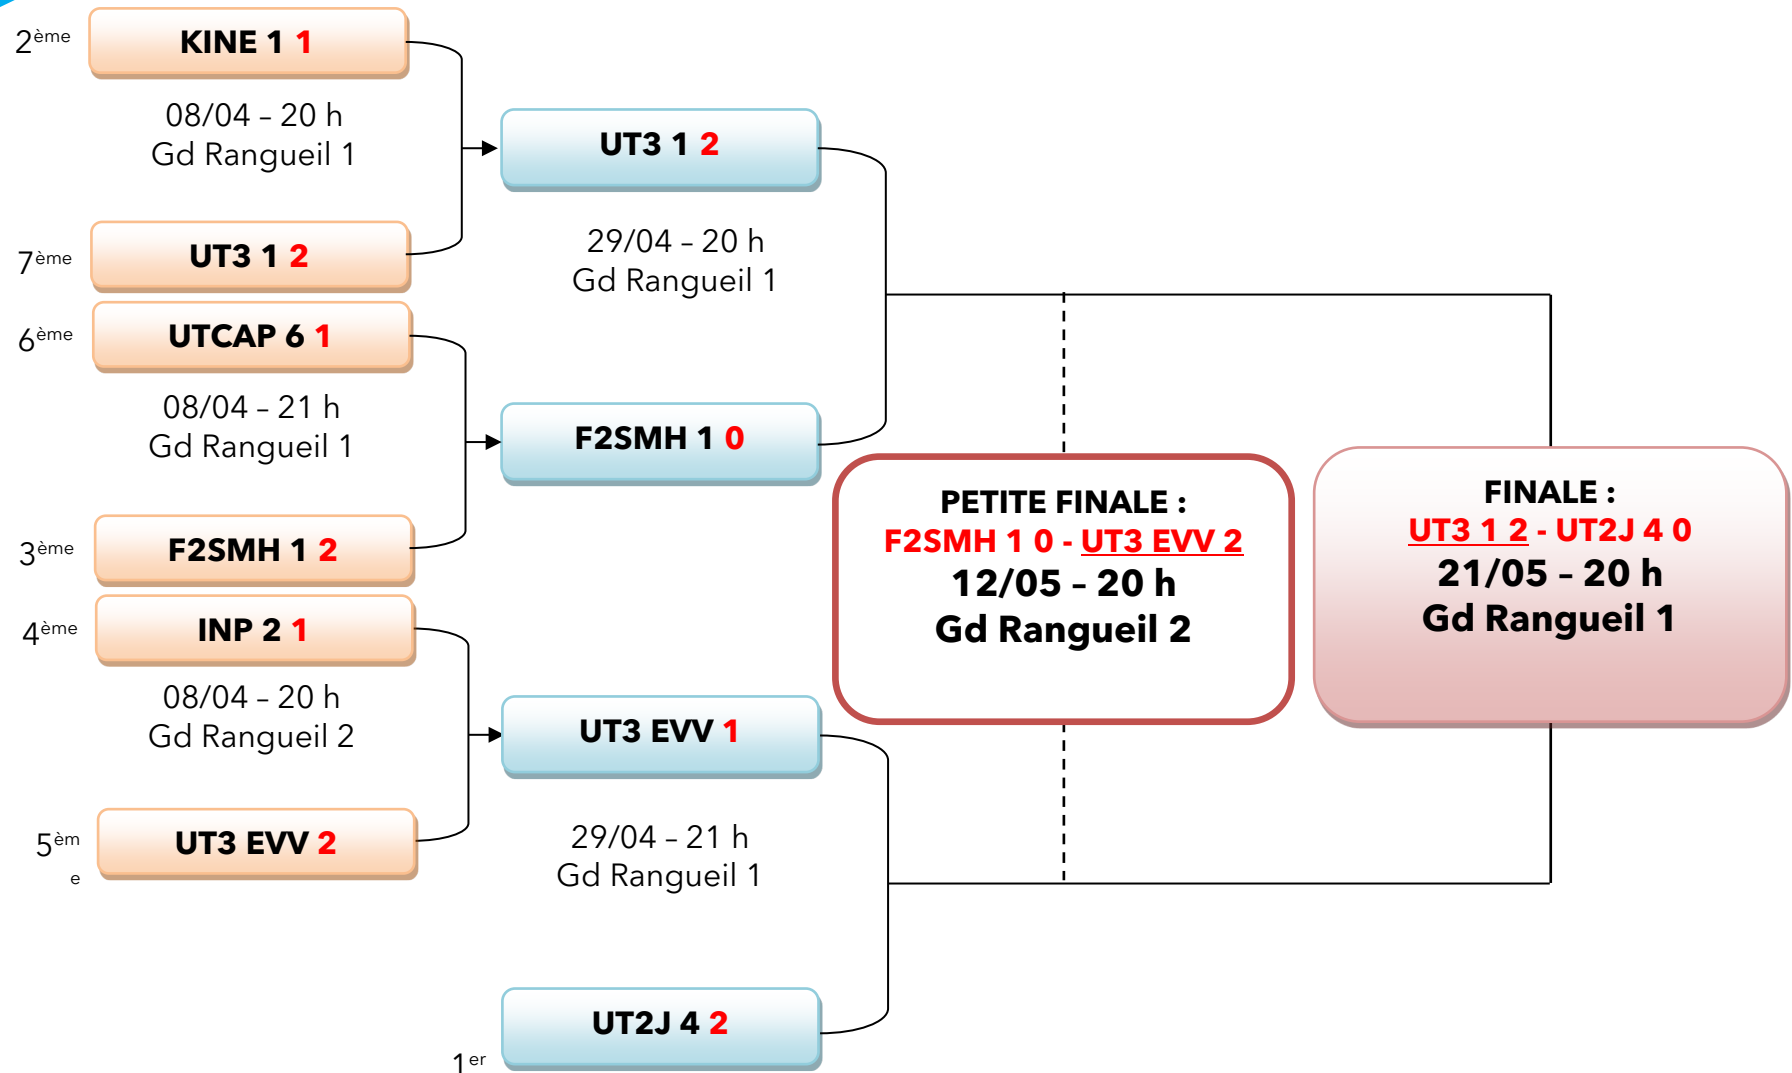 2ème
KINE 1 1
08/04 – 20 h
Gd Rangueil 1
7ème
UT3 1 2
6ème
UTCAP 6 1
08/04 – 21 h
Gd Rangueil 1
3ème
F2SMH 1 2
4ème
INP 2 1
08/04 – 20 h
Gd Rangueil 2
5èm
e
UT3 EVV 2
UT3 1 2
29/04 – 20 h
Gd Rangueil 1
F2SMH 1 0
UT3 EVV 1
29/04 – 21 h
Gd Rangueil 1
UT2J 4 2
1er
PETITE FINALE :
F2SMH 1 0 - UT3 EVV 2
12/05 – 20 h
Gd Rangueil 2
FINALE :
UT3 1 2 - UT2J 4 0
21/05 – 20 h
Gd Rangueil 1